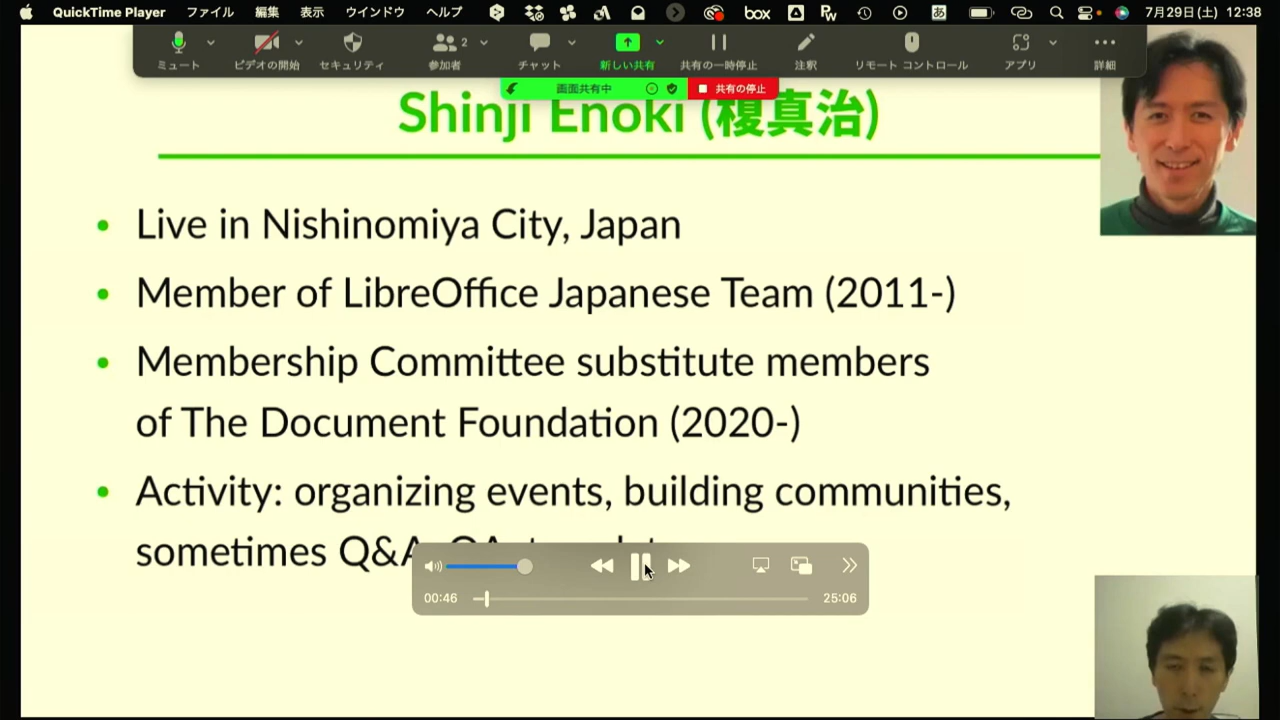 QuickTime Player ファイル 編集 表示 ウインドウ ヘルプ box あ 7月29日(土) 12:38
ミュート ビデオの開始 セキュリティ 参加者 2 チャット 新しい共有 共有の一時停止 注釈 リモート コントロール アプリ 詳細
画面共有中 共有の停止
Shinji Enoki (榎真治)
Live in Nishinomiya City, Japan
Member of LibreOffice Japanese Team (2011-)
Membership Committee substitute members
of The Document Foundation (2020-)
Activity: organizing events, building communities,
sometimes Q&A,
00:46 25:06